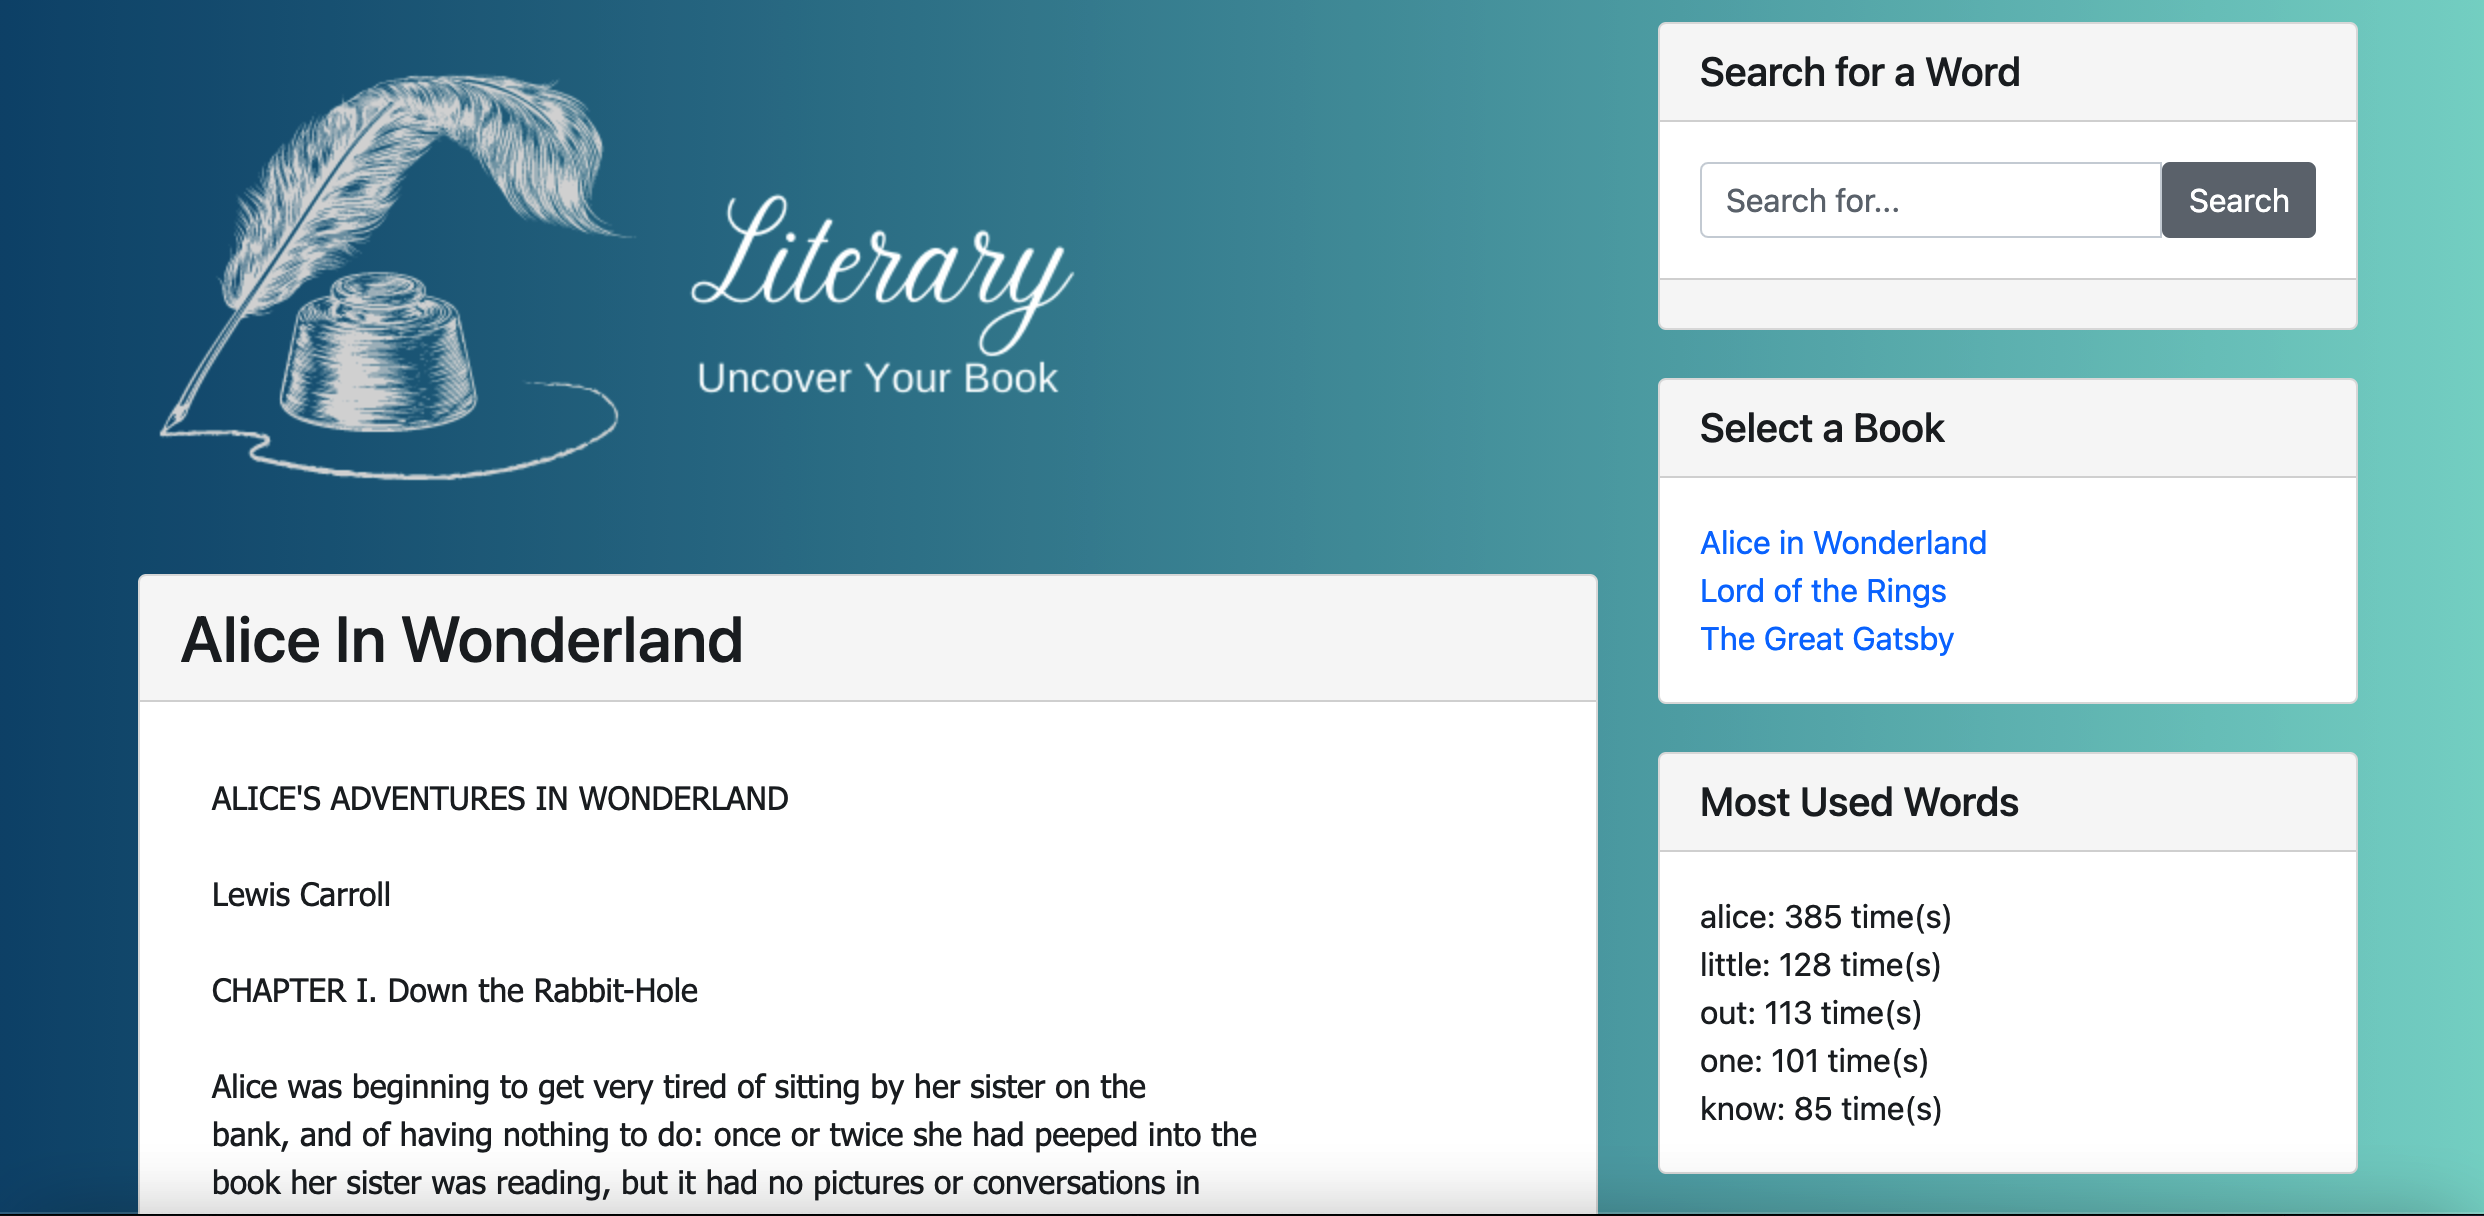 Literary
Uncover Your Book
Alice In Wonderland
ALICE'S ADVENTURES IN WONDERLAND
Lewis Carroll
CHAPTER I. Down the Rabbit-Hole
Alice was beginning to get very tired of sitting by her sister on the
bank, and of having nothing to do: once or twice she had peeped into the
book her sister was reading, but it had no pictures or conversations in
Search for a Word
Search for...
Search
Select a Book
Alice in Wonderland
Lord of the Rings
The Great Gatsby
Most Used Words
alice: 385 time(s)
little: 128 time(s)
out: 113 time(s)
one: 101 time(s)
know: 85 time(s)